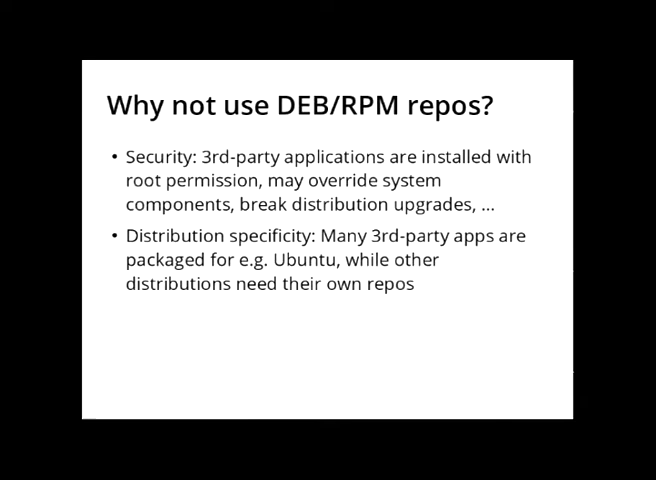 Why not use DEB/RPM repos?
• Security: 3rd-party applications are installed with
root permission, may override system
components, break distribution upgrades, ...
• Distribution specificity: Many 3rd-party apps are
packaged for e.g. Ubuntu, while other
distributions need their own repos